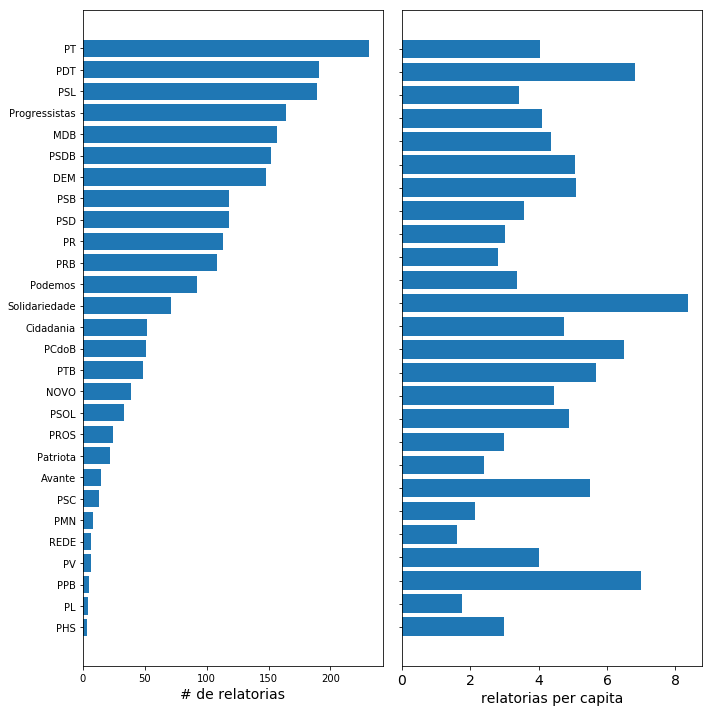 PT
PDT
PSL
Progressistas
MDB
PSDB
DEM
PSB
PSD
PR
PRB
Podemos
Solidariedade
Cidadania
PCdoB
PTB
NOVO
PSOL
PROS
Patriota
Avante
PSC
PMN
REDE
PV
PPB
PL
PHS
0 50 100 150 200
# de relatorias
0 2 4 6 8
relatorias per capita